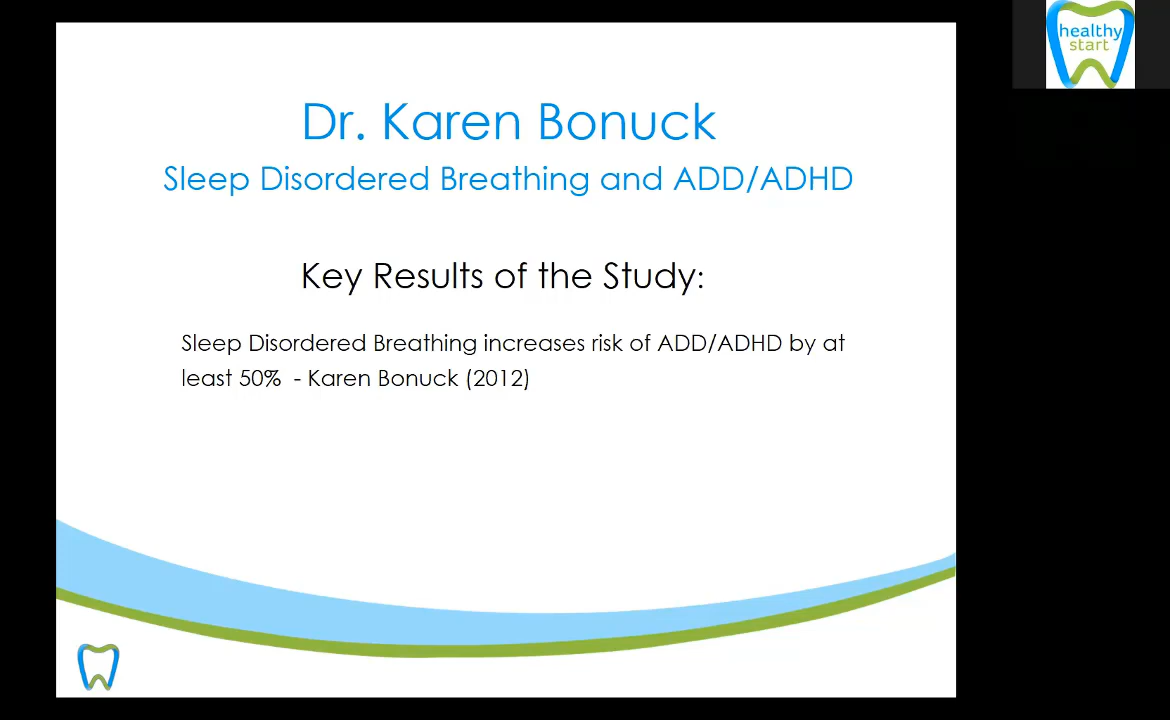 healthy
start
Dr. Karen Bonuck
Sleep Disordered Breathing and ADD/ADHD
Key Results of the Study:
Sleep Disordered Breathing increases risk of ADD/ADHD by at
least 50% - Karen Bonuck (2012)